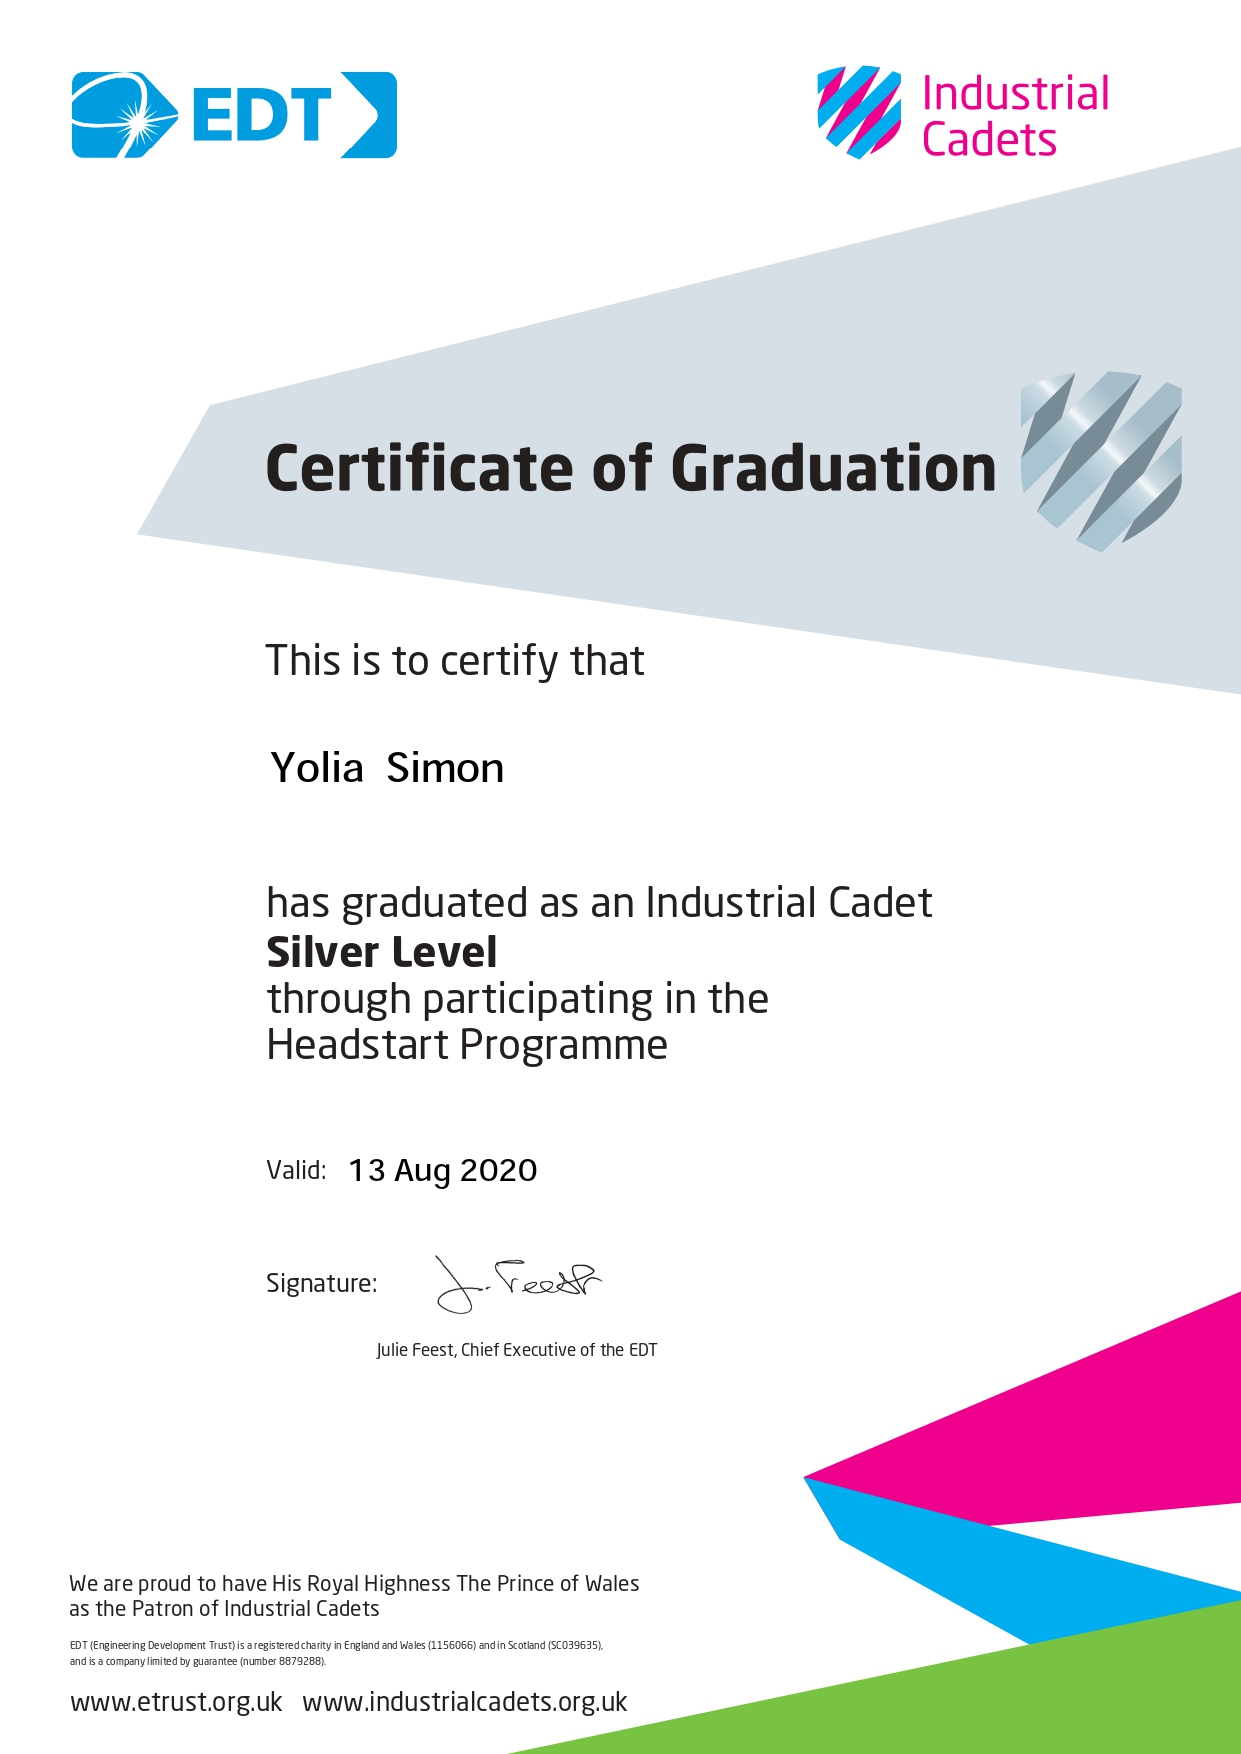 EDT
Industrial
Cadets
Certificate of Graduation
This is to certify that
Yolia Simon
has graduated as an Industrial Cadet
Silver Level
through participating in the
Headstart Programme
Valid: 13 Aug 2020
Signature: J. Feest
Julie Feest, Chief Executive of the EDT
We are proud to have His Royal Highness The Prince of Wales
as the Patron of Industrial Cadets
EDT (Engineering Development Trust) is a registered charity in England and Wales (1156066) and in Scotland (SC039635),
and is a company limited by guarantee (number 8879288).
www.etrust.org.uk www.industrialcadets.org.uk